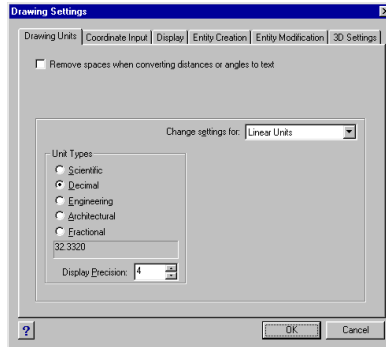 Drawing Settings
Drawing Units Coordinate Input Display Entity Creation Entity Modification 3D Settings
Remove spaces when converting distances or angles to text
Change settings for: Linear Units
Unit Types
Scientific
Decimal
Engineering
Architectural
Fractional
32.3320
Display Precision: 4
? OK Cancel